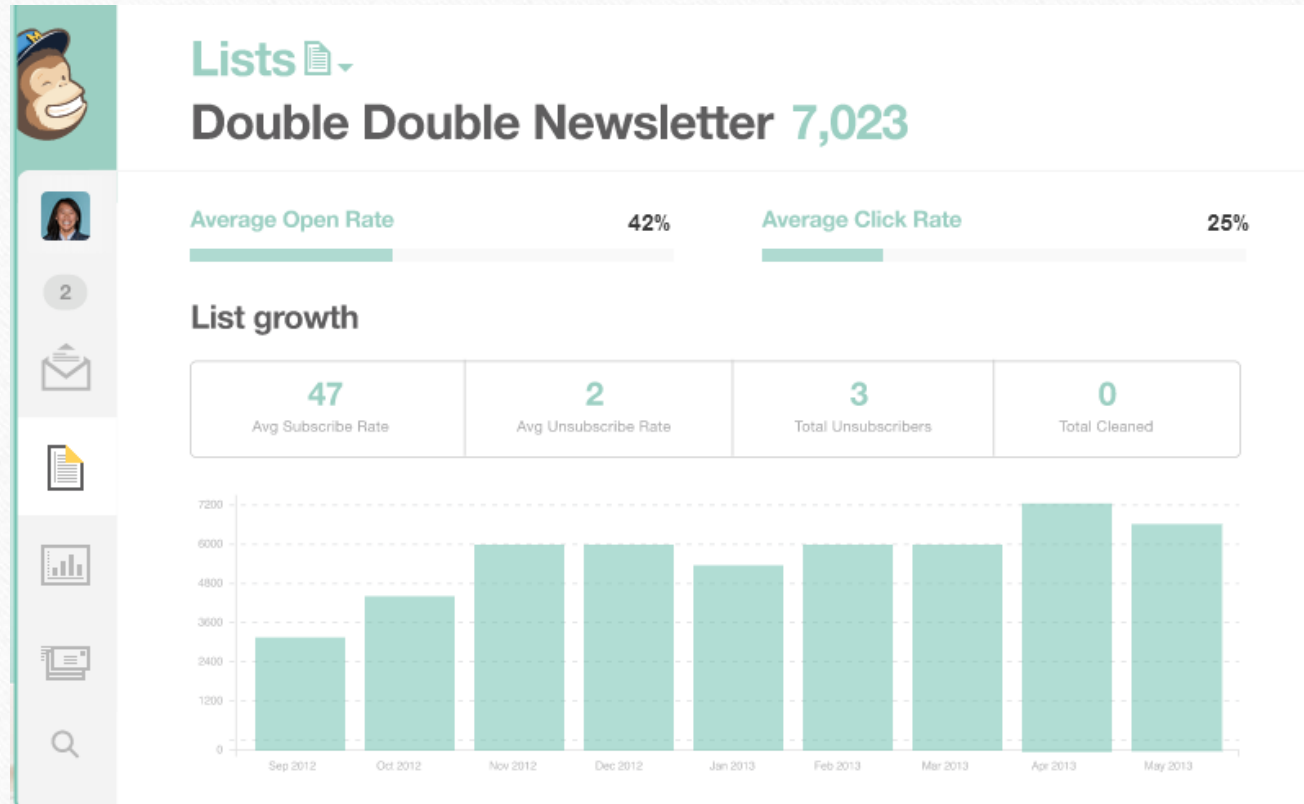 Lists
Double Double Newsletter 7,023
Average Open Rate 42% Average Click Rate 25%
2
List growth
47 2 3 0
Avg Subscribe Rate Avg Unsubscribe Rate Total Unsubscribers Total Cleaned
7200
6000
4800
3600
2400
1200
0
Sep 2012 Oct 2012 Nov 2012 Dec 2012 Jan 2013 Feb 2013 Mar 2013 Apr 2013 May 2013